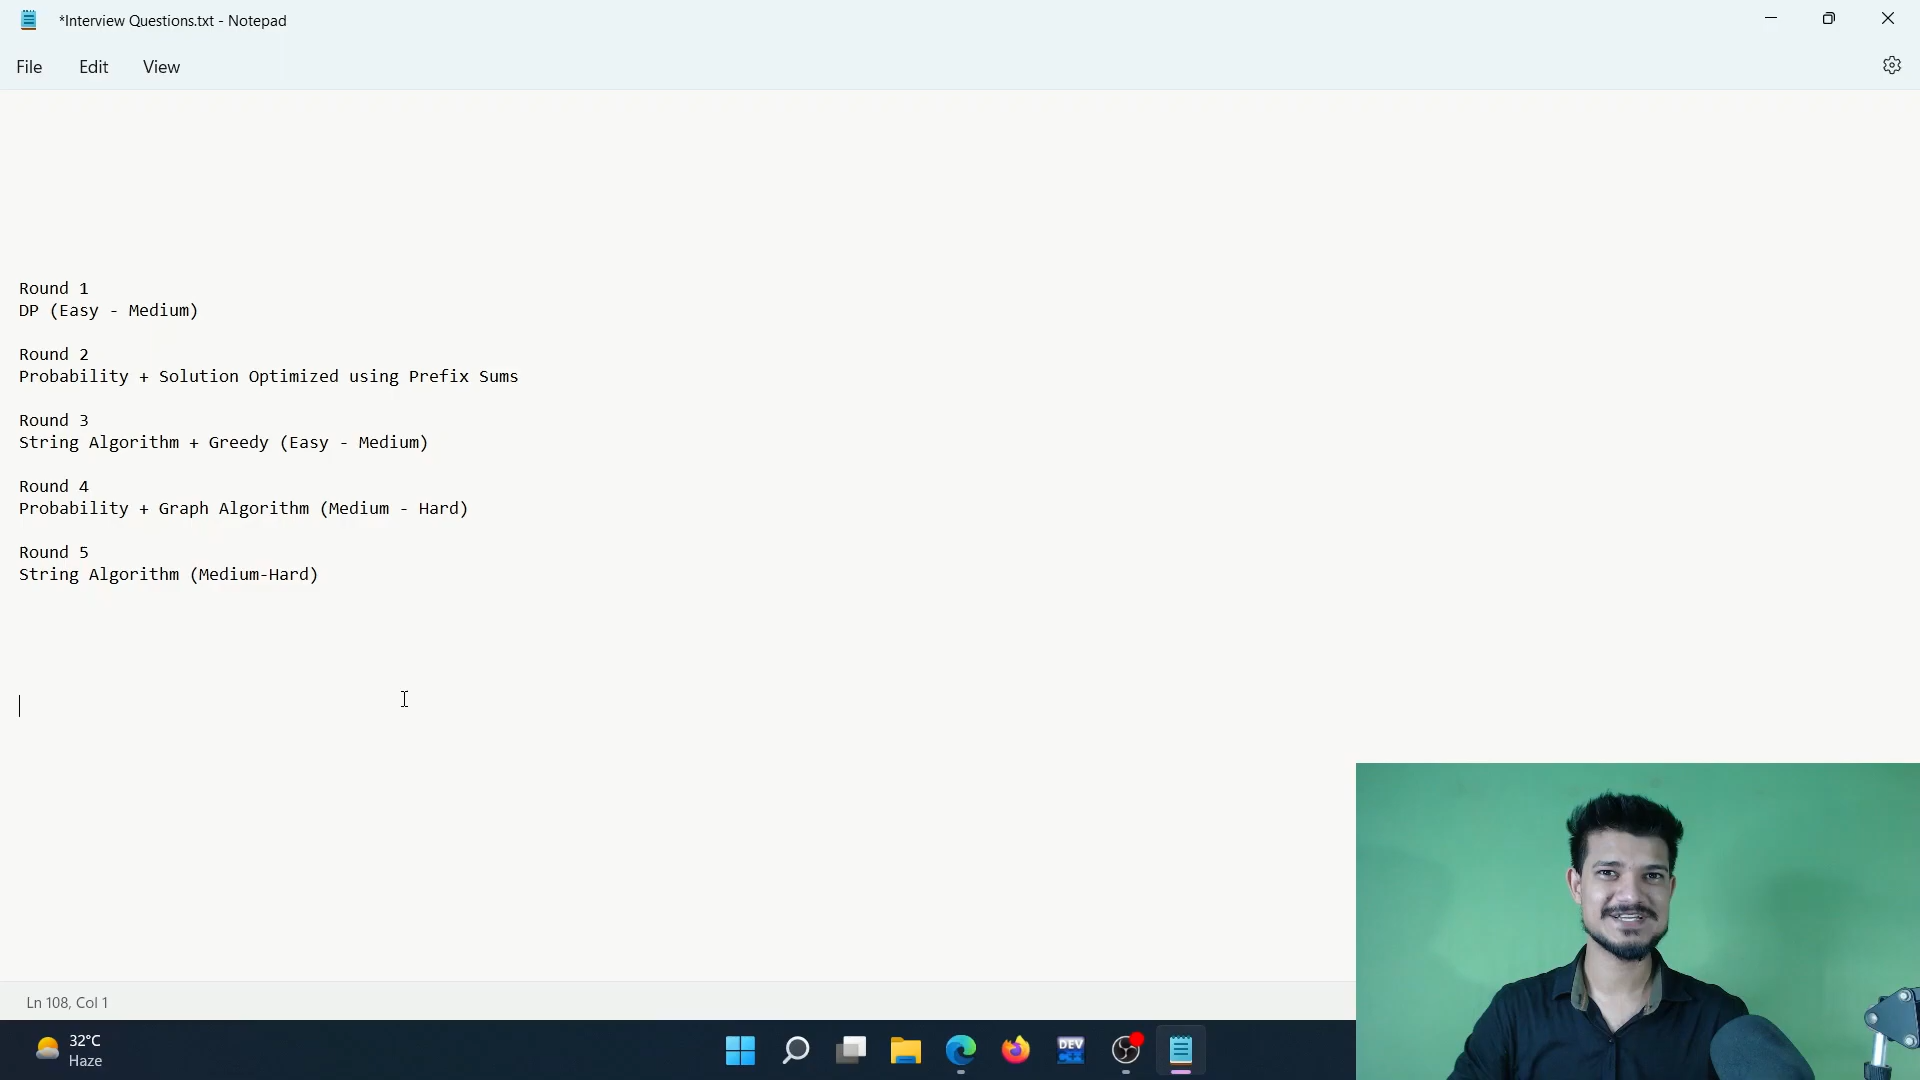 *Interview Questions.txt - Notepad
File Edit View
Round 1
DP (Easy - Medium)
Round 2
Probability + Solution Optimized using Prefix Sums
Round 3
String Algorithm + Greedy (Easy - Medium)
Round 4
Probability + Graph Algorithm (Medium - Hard)
Round 5
String Algorithm (Medium-Hard)
Ln 108, Col 1
32°C
Haze
DEV
C++